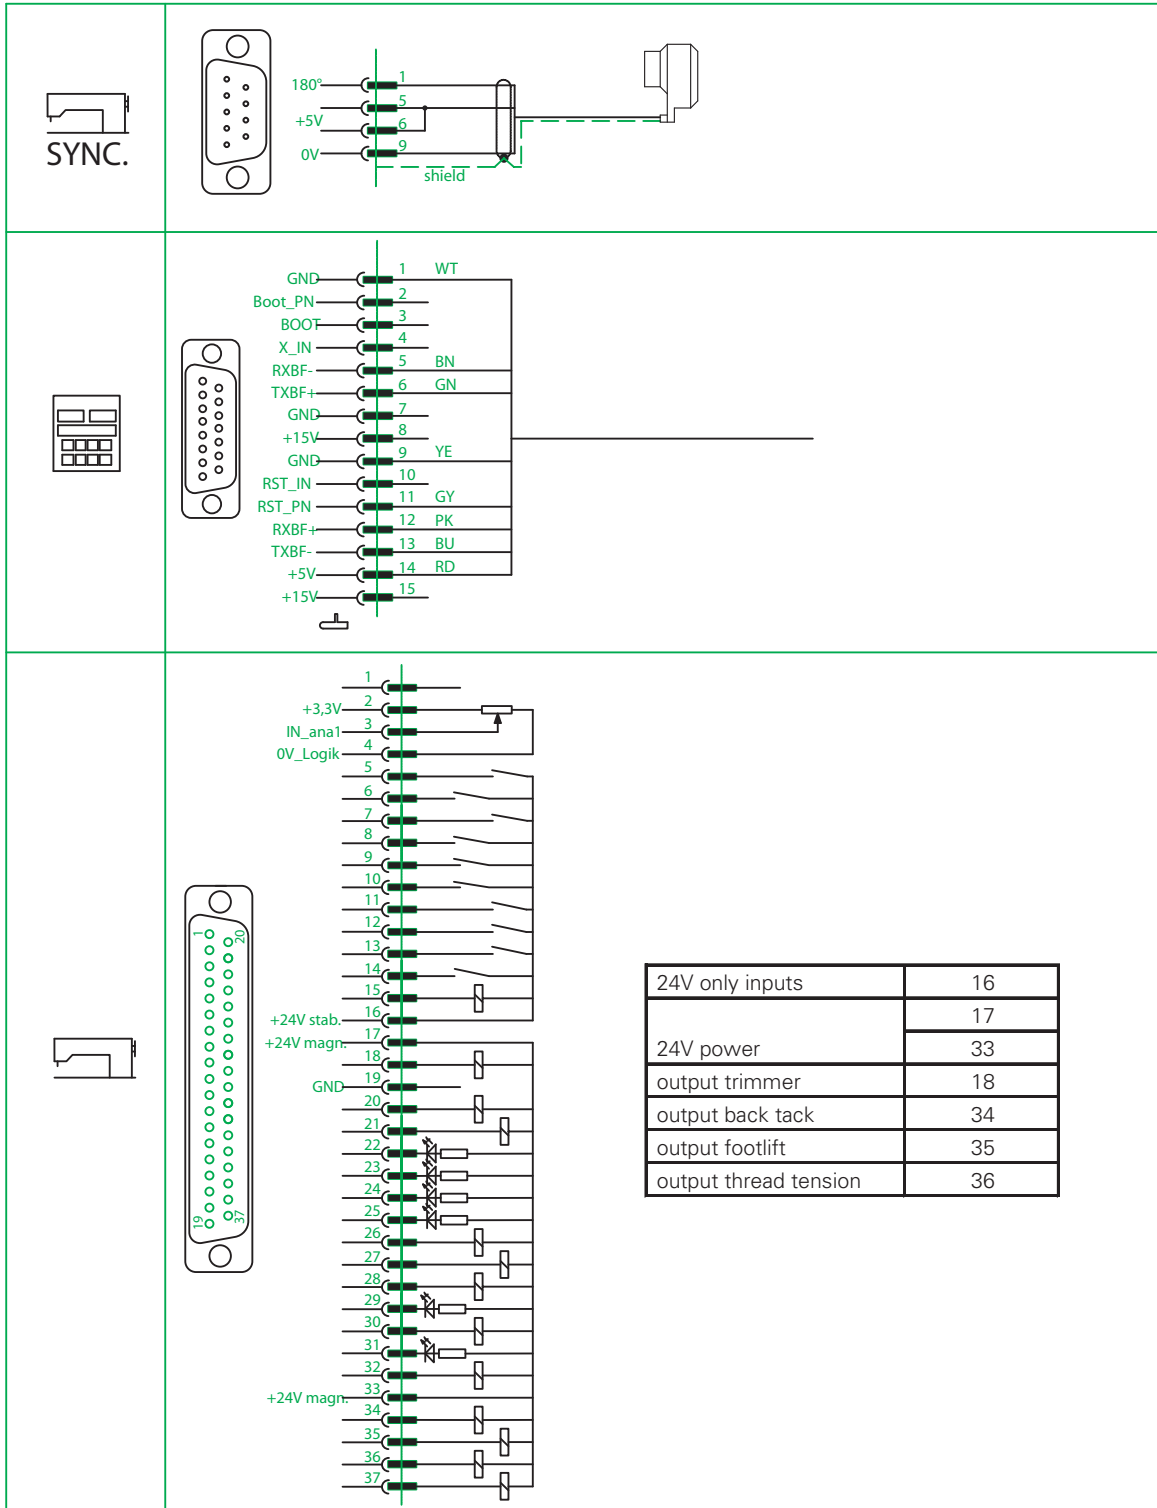 SYNC.
180° 1
5
+5V 6
0V 9
shield
GND 1 WT
Boot_PN 2
BOOT 3
X_IN 4
RXBF- 5 BN
TXBF+ 6 GN
GND 7
+15V 8
GND 9 YE
RST_IN 10
RST_PN 11 GY
RXBF+ 12 PK
TXBF- 13 BU
+5V 14 RD
+15V 15
1
+3,3V 2
IN_ana1 3
0V_Logik 4
5
6
7
8
9
10
11
12
13
14
15
+24V stab. 16
+24V magn. 17
18
GND 19
20
21
22
23
24
25
26
27
28
29
30
31
32
+24V magn. 33
34
35
36
37
1 20
19 37
24V only inputs 16
17
24V power 33
output trimmer 18
output back tack 34
output footlift 35
output thread tension 36